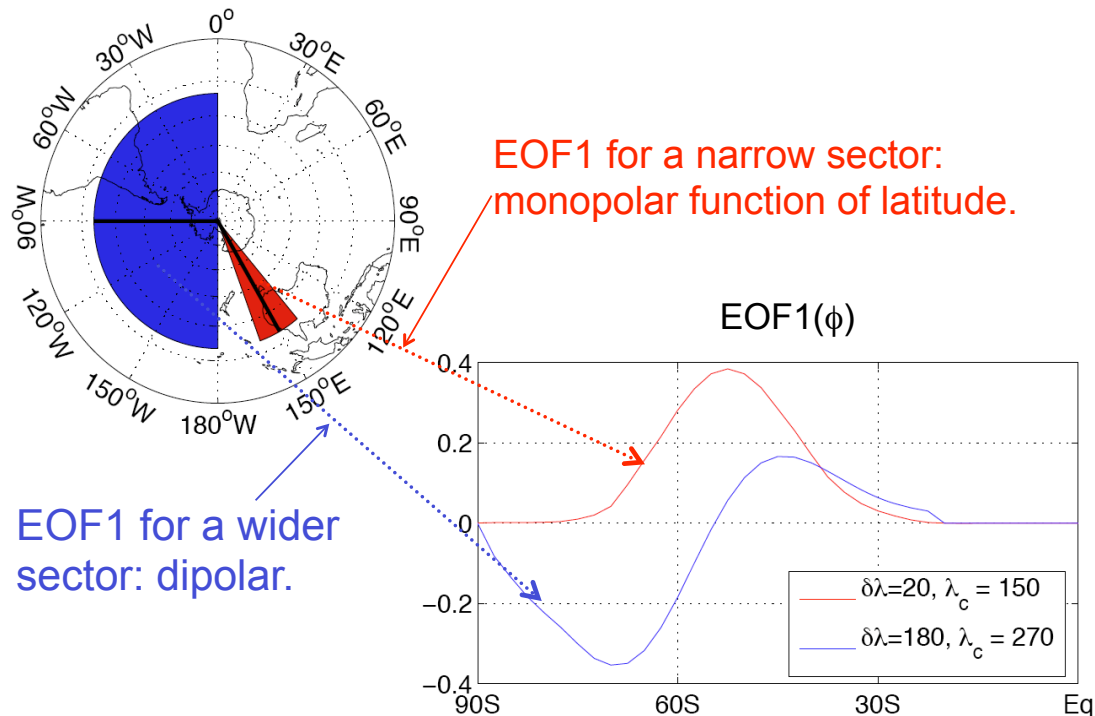 0°
30°W
30°E
60°W
60°E
90°W
90°E
120°W
120°E
150°W
150°E
180°W
EOF1 for a narrow sector:
monopolar function of latitude.
EOF1 for a wider
sector: dipolar.
EOF1(ϕ)
0.4
0.2
0
−0.2
−0.4
90S
60S
30S
Eq
δλ=20, λc = 150
δλ=180, λc = 270